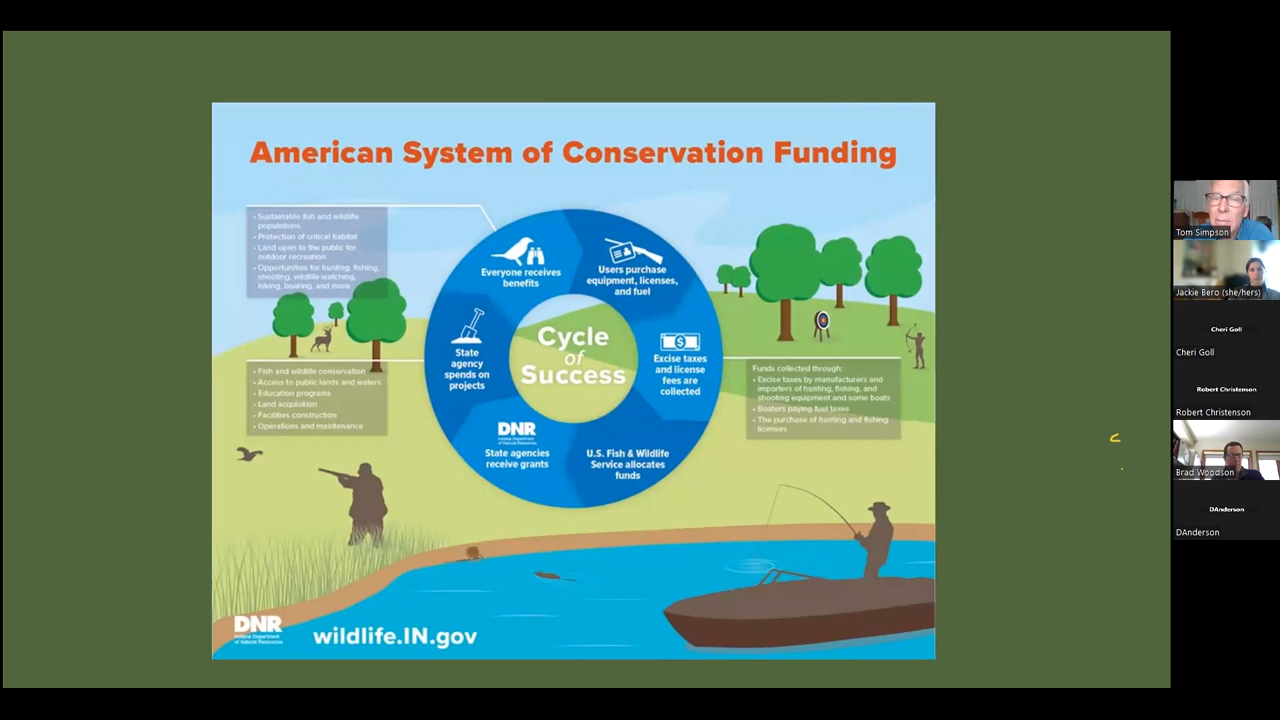 American System of Conservation Funding
• Sustainable fish and wildlife
populations
• Protection of critical habitat
• Land open to the public for
outdoor recreation
• Opportunities for hunting, fishing,
shooting, wildlife watching,
hiking, boating, and more
Everyone receives
benefits
Users purchase
equipment, licenses,
and fuel
State
agency
spends on
projects
Cycle
of
Success
Excise taxes
and license
fees are
collected
• Fish and wildlife conservation
• Access to public lands and waters
• Education programs
• Land acquisition
• Facilities construction
• Operations and maintenance
Funds collected through:
• Excise taxes by manufacturers and
importers of hunting, fishing, and
shooting equipment and some boats
• Boaters paying fuel taxes
• The purchase of hunting and fishing
licenses
DNR
Indiana Department
of Natural Resources
State agencies
receive grants
U.S. Fish & Wildlife
Service allocates
funds
DNR
Indiana Department
of Natural Resources
wildlife.IN.gov
Tom Simpson
Jackie Bero (she/hers)
Cheri Goll
Cheri Goll
Robert Christenson
Robert Christenson
Brad Woodson
DAnderson
DAnderson